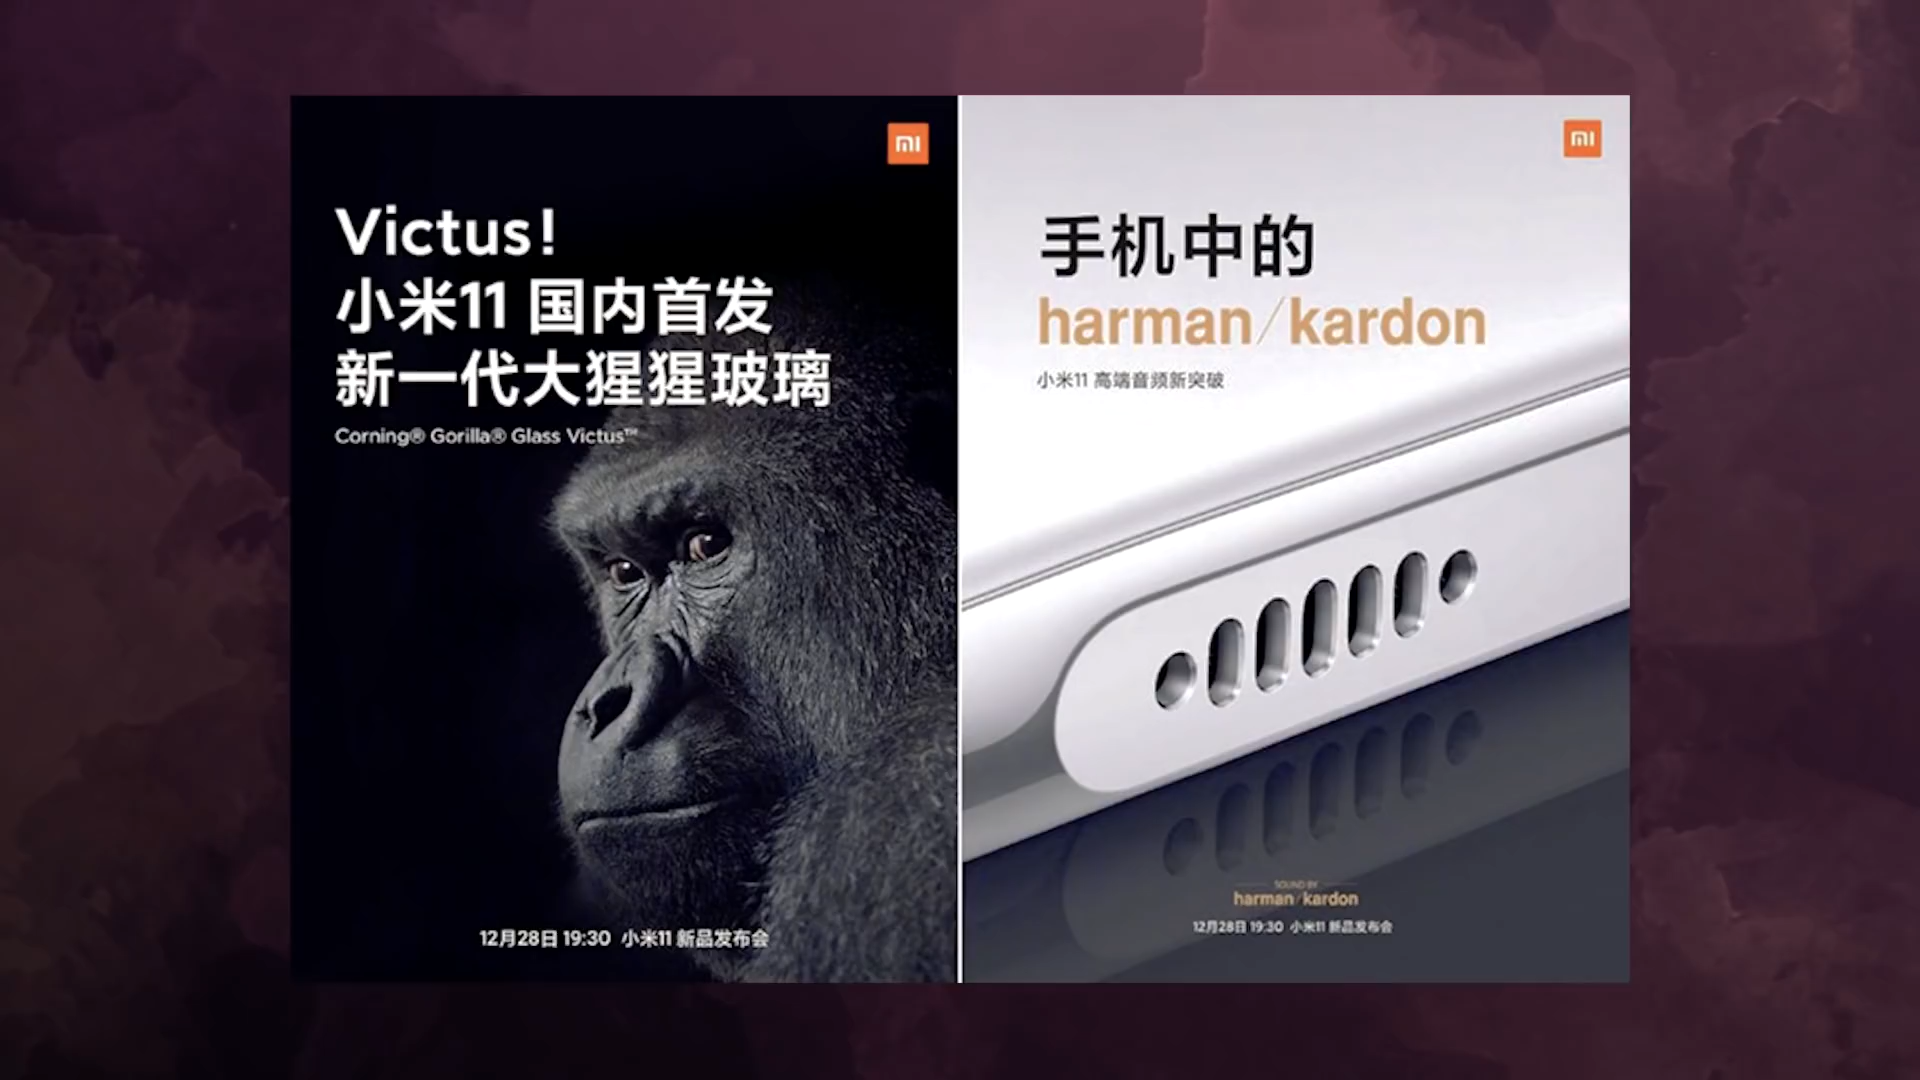 mi
Victus!
小米11 国内首发
新一代大猩猩玻璃
Corning® Gorilla® Glass Victus™
12月28日 19:30 小米11 新品发布会
mi
手机中的
harman/kardon
小米11 高端音频新突破
SOUND BY
harman/kardon
12月28日 19:30 小米11 新品发布会